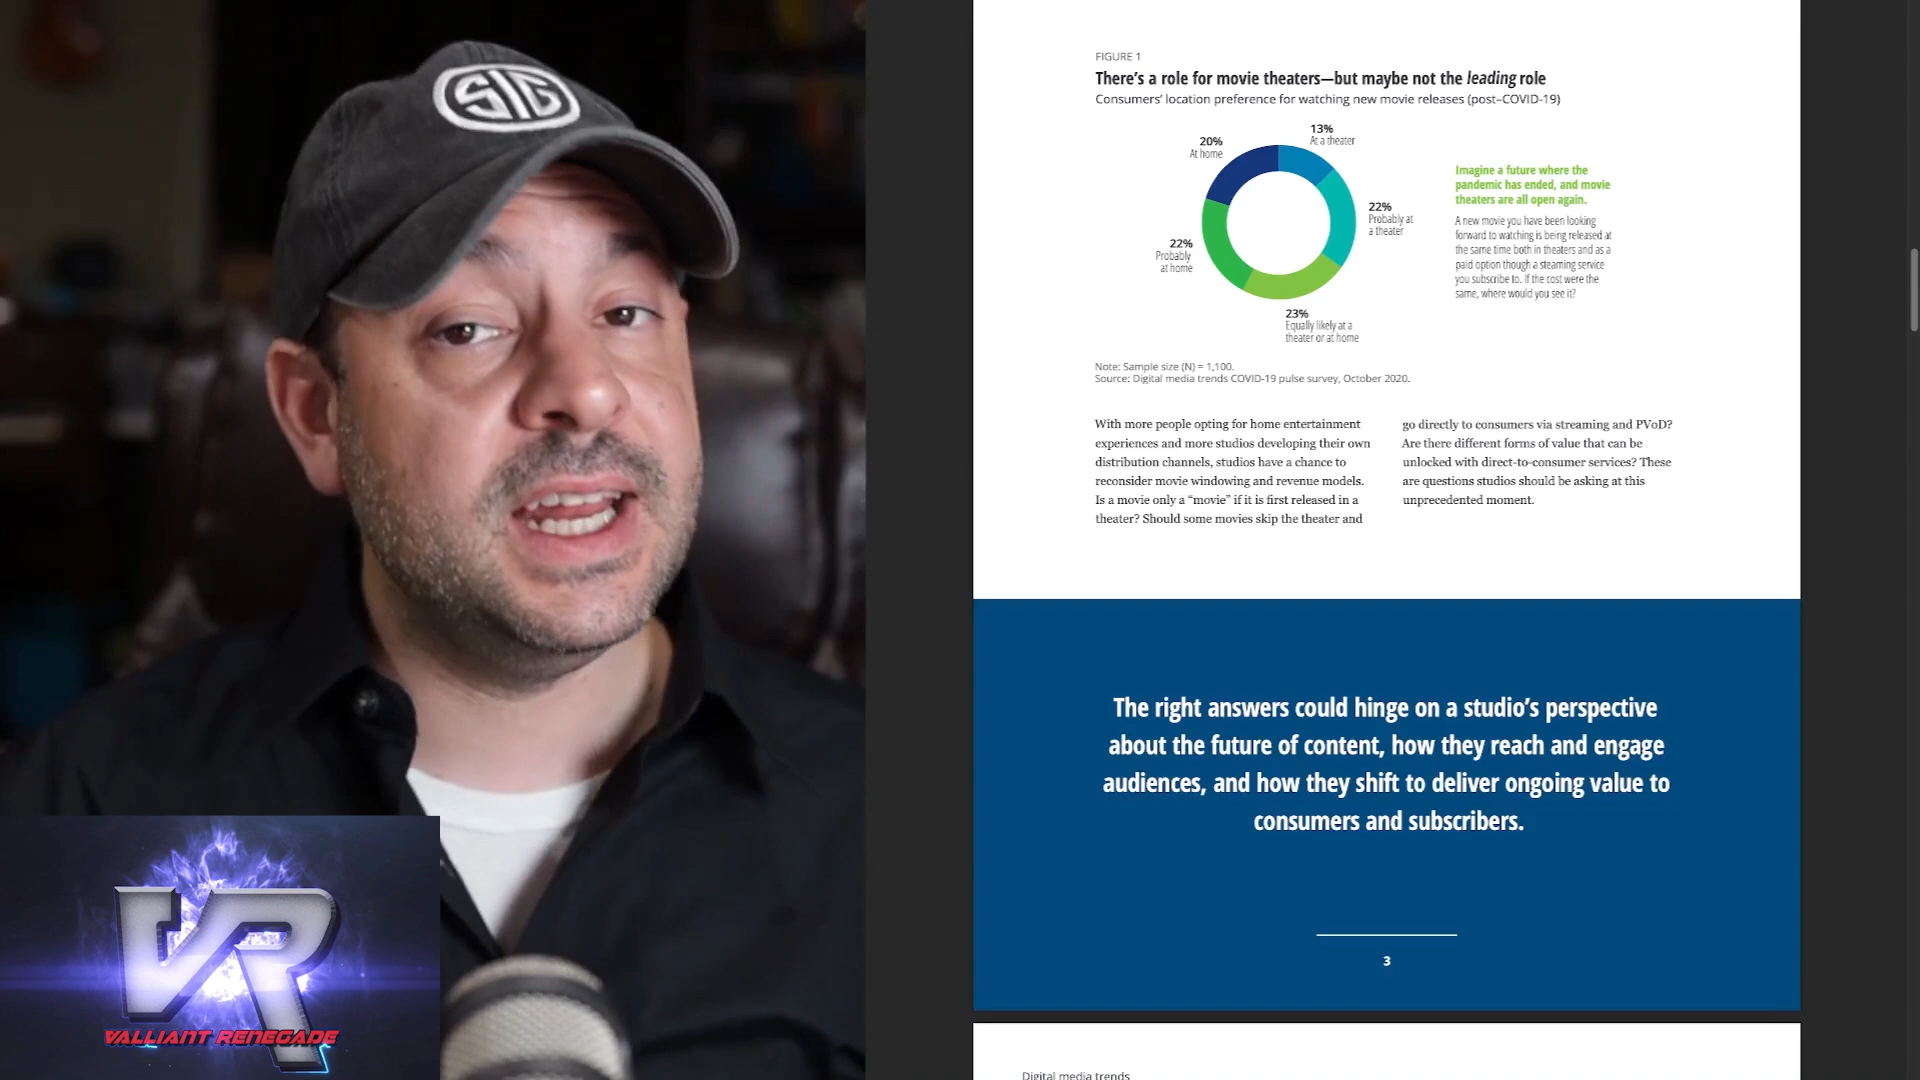 SIG
FIGURE 1
There's a role for movie theaters—but maybe not the leading role
Consumers' location preference for watching new movie releases (post–COVID-19)
13%
At a theater
20%
At home
22%
Probably at
a theater
22%
Probably
at home
23%
Equally likely at a
theater or at home
Imagine a future where the
pandemic has ended, and movie
theaters are all open again.
A new movie you have been looking
forward to watching is being released at
the same time both in theaters and as a
paid option though a steaming service
you subscribe to. If the cost were the
same, where would you see it?
Note: Sample size (N) = 1,100.
Source: Digital media trends COVID-19 pulse survey, October 2020.
With more people opting for home entertainment
experiences and more studios developing their own
distribution channels, studios have a chance to
reconsider movie windowing and revenue models.
Is a movie only a “movie” if it is first released in a
theater? Should some movies skip the theater and
go directly to consumers via streaming and PVoD?
Are there different forms of value that can be
unlocked with direct-to-consumer services? These
are questions studios should be asking at this
unprecedented moment.
The right answers could hinge on a studio's perspective
about the future of content, how they reach and engage
audiences, and how they shift to deliver ongoing value to
consumers and subscribers.
3
Digital media trends
VR
VALLIANT RENEGADE